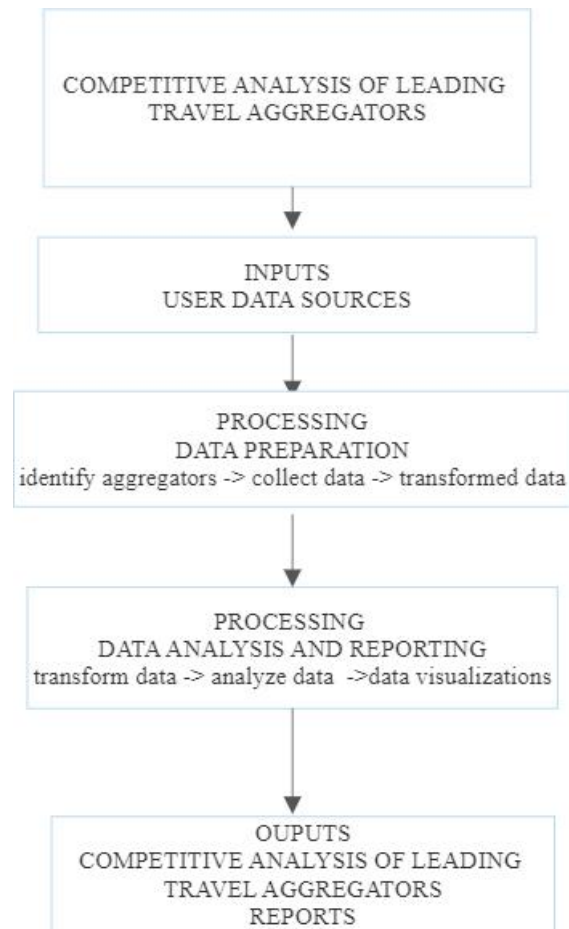 COMPETITIVE ANALYSIS OF LEADING
TRAVEL AGGREGATORS
INPUTS
USER DATA SOURCES
PROCESSING
DATA PREPARATION
identify aggregators -> collect data -> transformed data
PROCESSING
DATA ANALYSIS AND REPORTING
transform data -> analyze data ->data visualizations
OUPUTS
COMPETITIVE ANALYSIS OF LEADING
TRAVEL AGGREGATORS
REPORTS